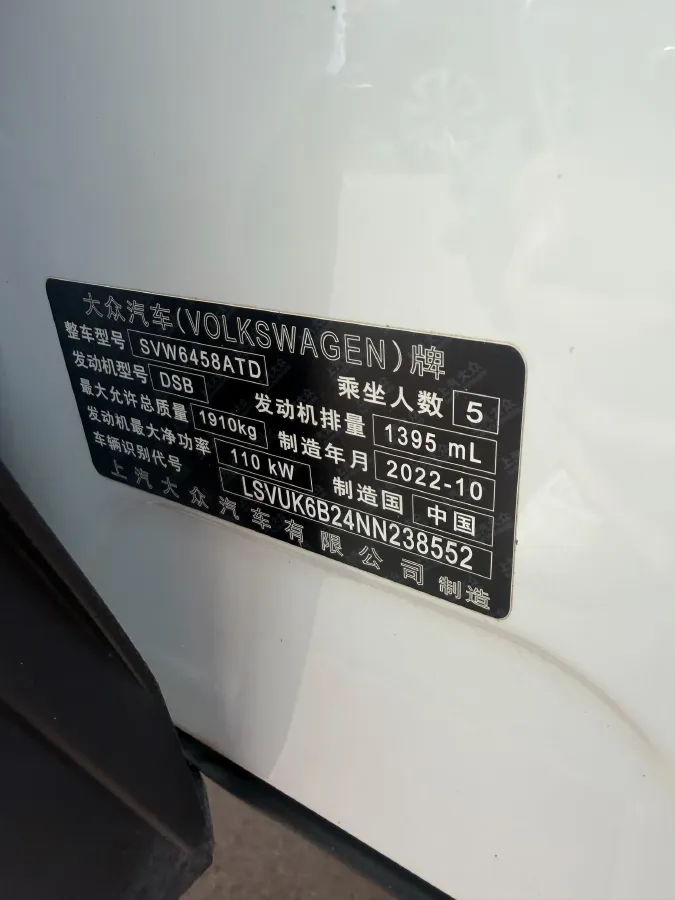 大众汽车(VOLKSWAGEN)牌
整车型号 SVW6458ATD 乘坐人数 5
发动机型号 DSB 发动机排量 1395 mL
最大允许总质量 1910kg 制造年月 2022-10
发动机最大净功率 110 kW 制造国 中国
车辆识别代号 LSVUK6B24NN238552
上汽大众汽车有限公司 制造